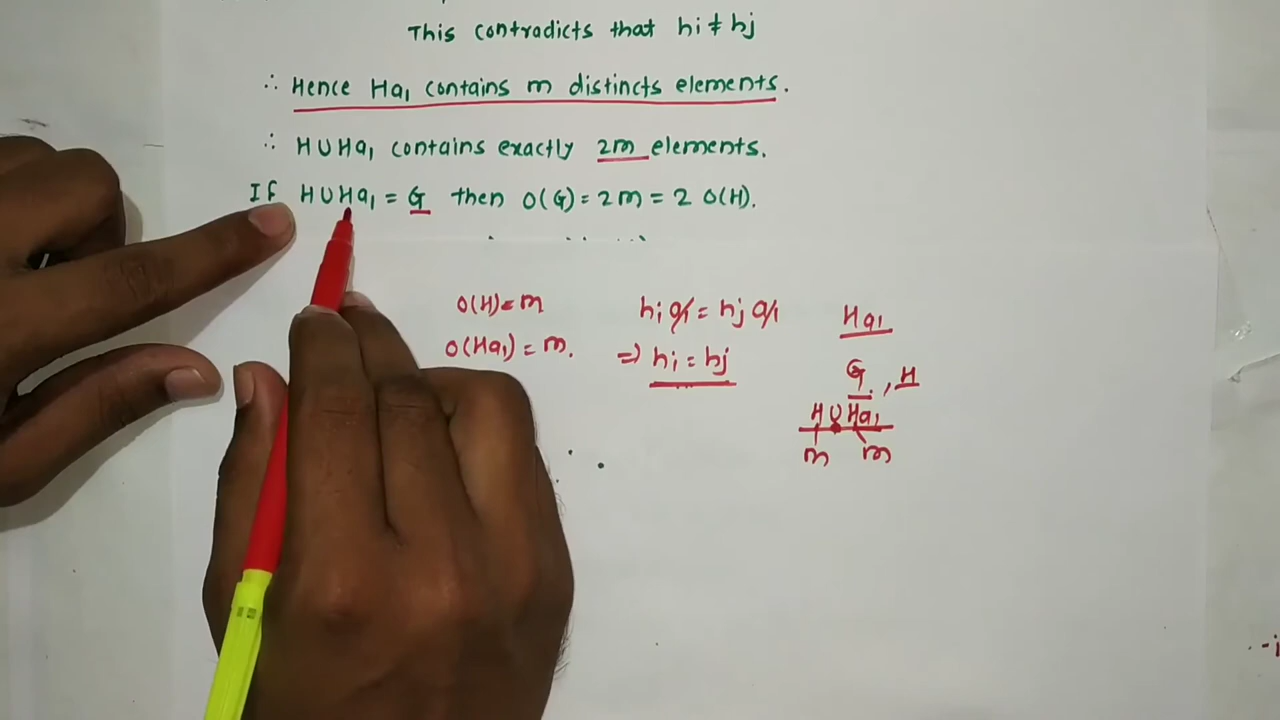 This contradicts that hi ≠ hj
∴ Hence Ha₁ contains m distincts elements.
∴ H∪Ha₁ contains exactly 2m elements.
If H∪Ha₁ = G then O(G) = 2m = 2 O(H).
O(H) = m
O(Ha₁) = m.
hᵢ a₁ = hⱼ a₁
⇒ hᵢ = hj
Ha₁
G, H
H∪Ha₁
m m